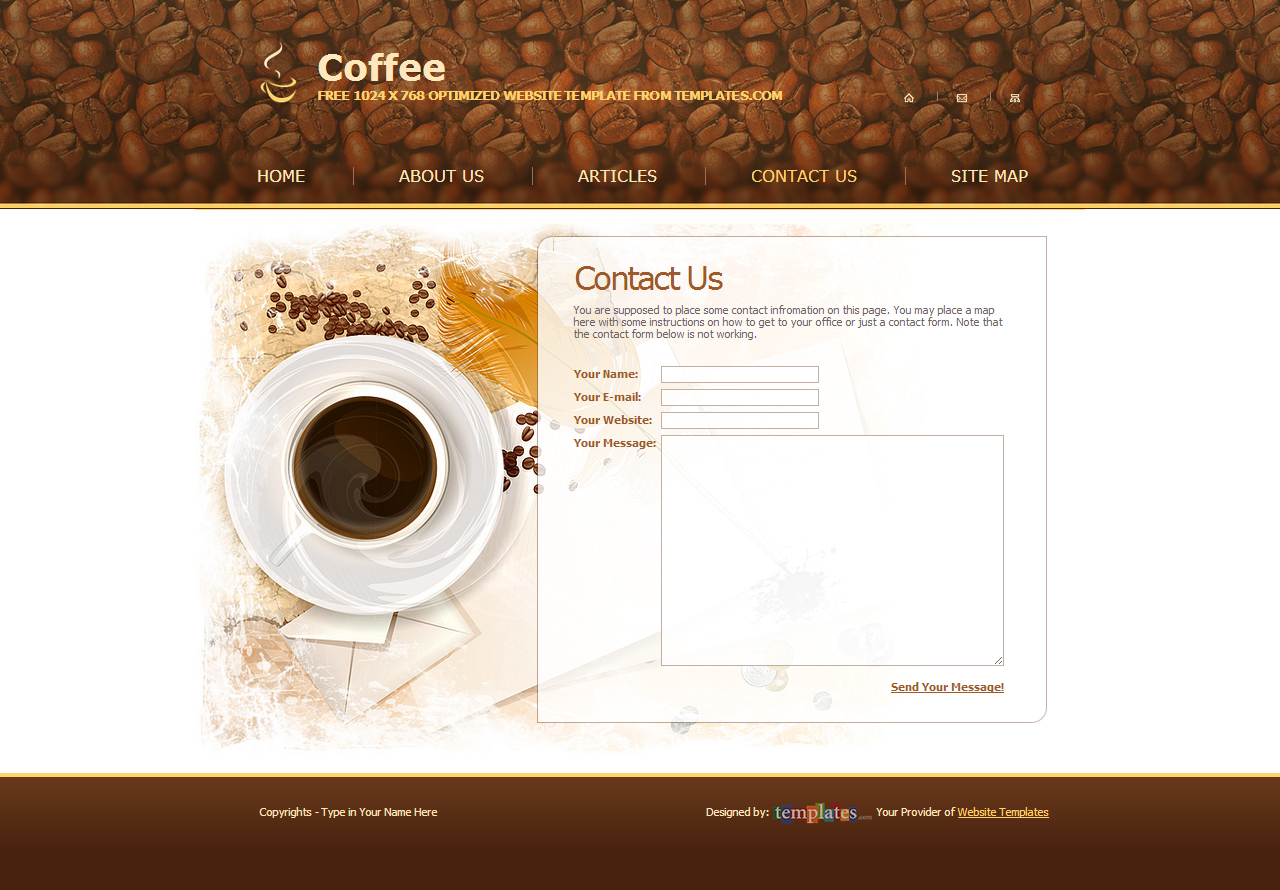 Coffee
FREE 1024 X 768 OPTIMIZED WEBSITE TEMPLATE FROM TEMPLATES.COM
HOME
ABOUT US
ARTICLES
CONTACT US
SITE MAP
Contact Us
You are supposed to place some contact infromation on this page. You may place a map
here with some instructions on how to get to your office or just a contact form. Note that
the contact form below is not working.
Your Name:
Your E-mail:
Your Website:
Your Message:
Send Your Message!
Copyrights - Type in Your Name Here
Designed by: templates.com Your Provider of Website Templates